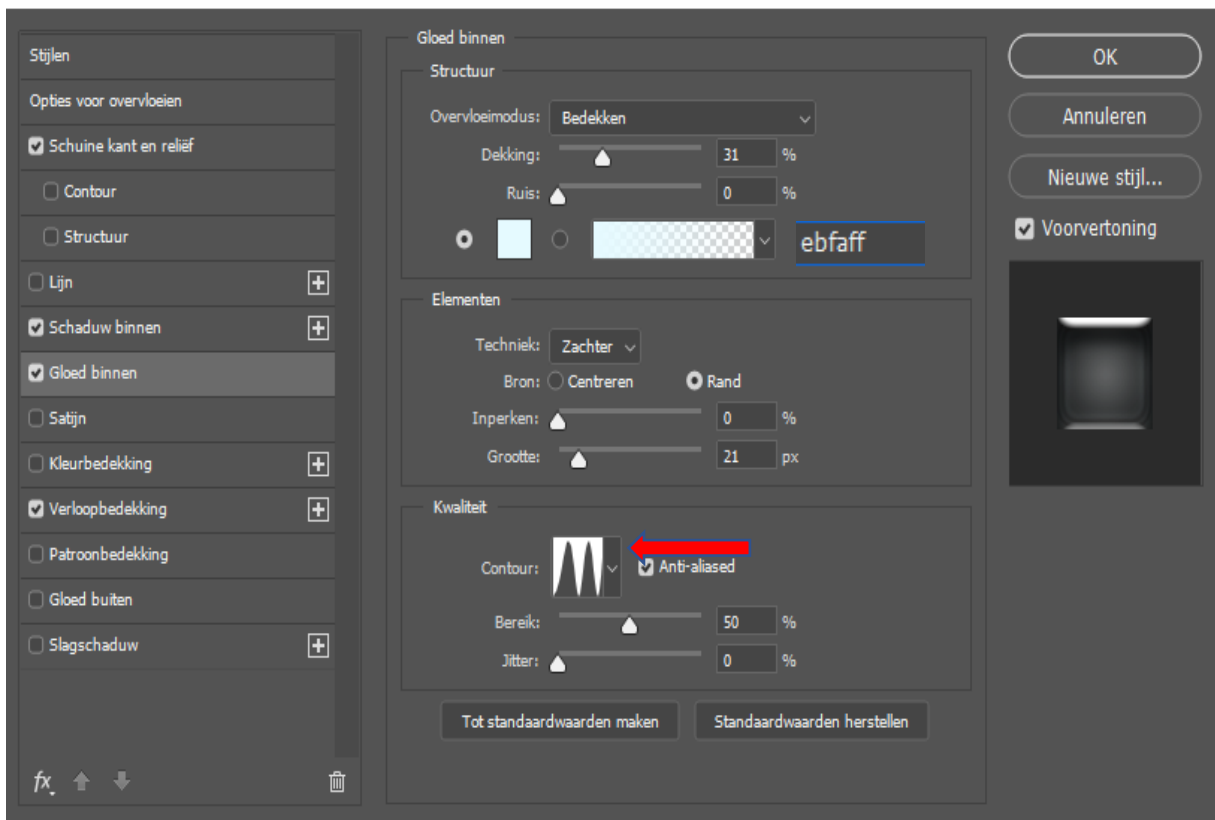 Stijlen
Opties voor overvloeien
Schuine kant en reliëf
Contour
Structuur
Lijn
Schaduw binnen
Gloed binnen
Satijn
Kleurbedekking
Verloopbedekking
Patroonbedekking
Gloed buiten
Slagschaduw
fx
Gloed binnen
Structuur
Overvloeimodus: Bedekken
Dekking: 31 %
Ruis: 0 %
ebfaff
Elementen
Techniek: Zachter
Bron: Centreren Rand
Inperken: 0 %
Grootte: 21 px
Kwaliteit
Contour: Anti-aliased
Bereik: 50 %
Jitter: 0 %
Tot standaardwaarden maken Standaardwaarden herstellen
OK
Annuleren
Nieuwe stijl...
Voorvertoning